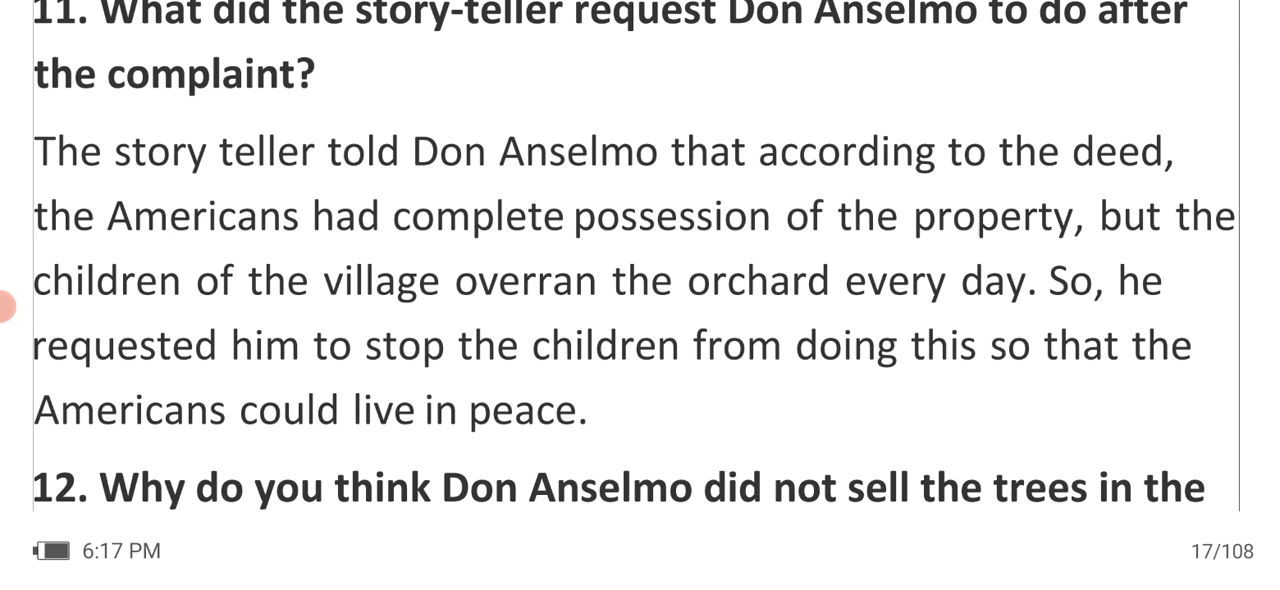 11. What did the story-teller request Don Anselmo to do after
the complaint?
The story teller told Don Anselmo that according to the deed,
the Americans had complete possession of the property, but the
children of the village overran the orchard every day. So, he
requested him to stop the children from doing this so that the
Americans could live in peace.
12. Why do you think Don Anselmo did not sell the trees in the
6:17 PM
17/108